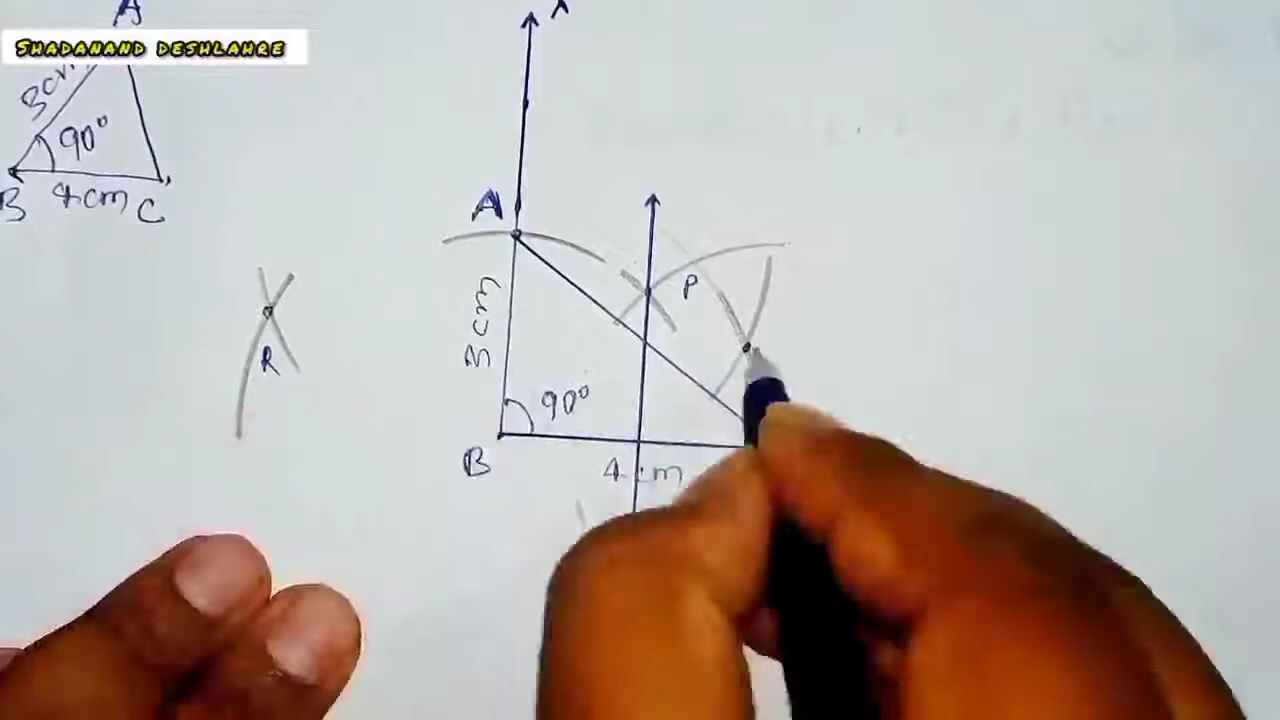 A
SHADANAND DESHLAHRE
3cm
90°
B 4cm C
A
P
3cm
R
90°
B
4cm